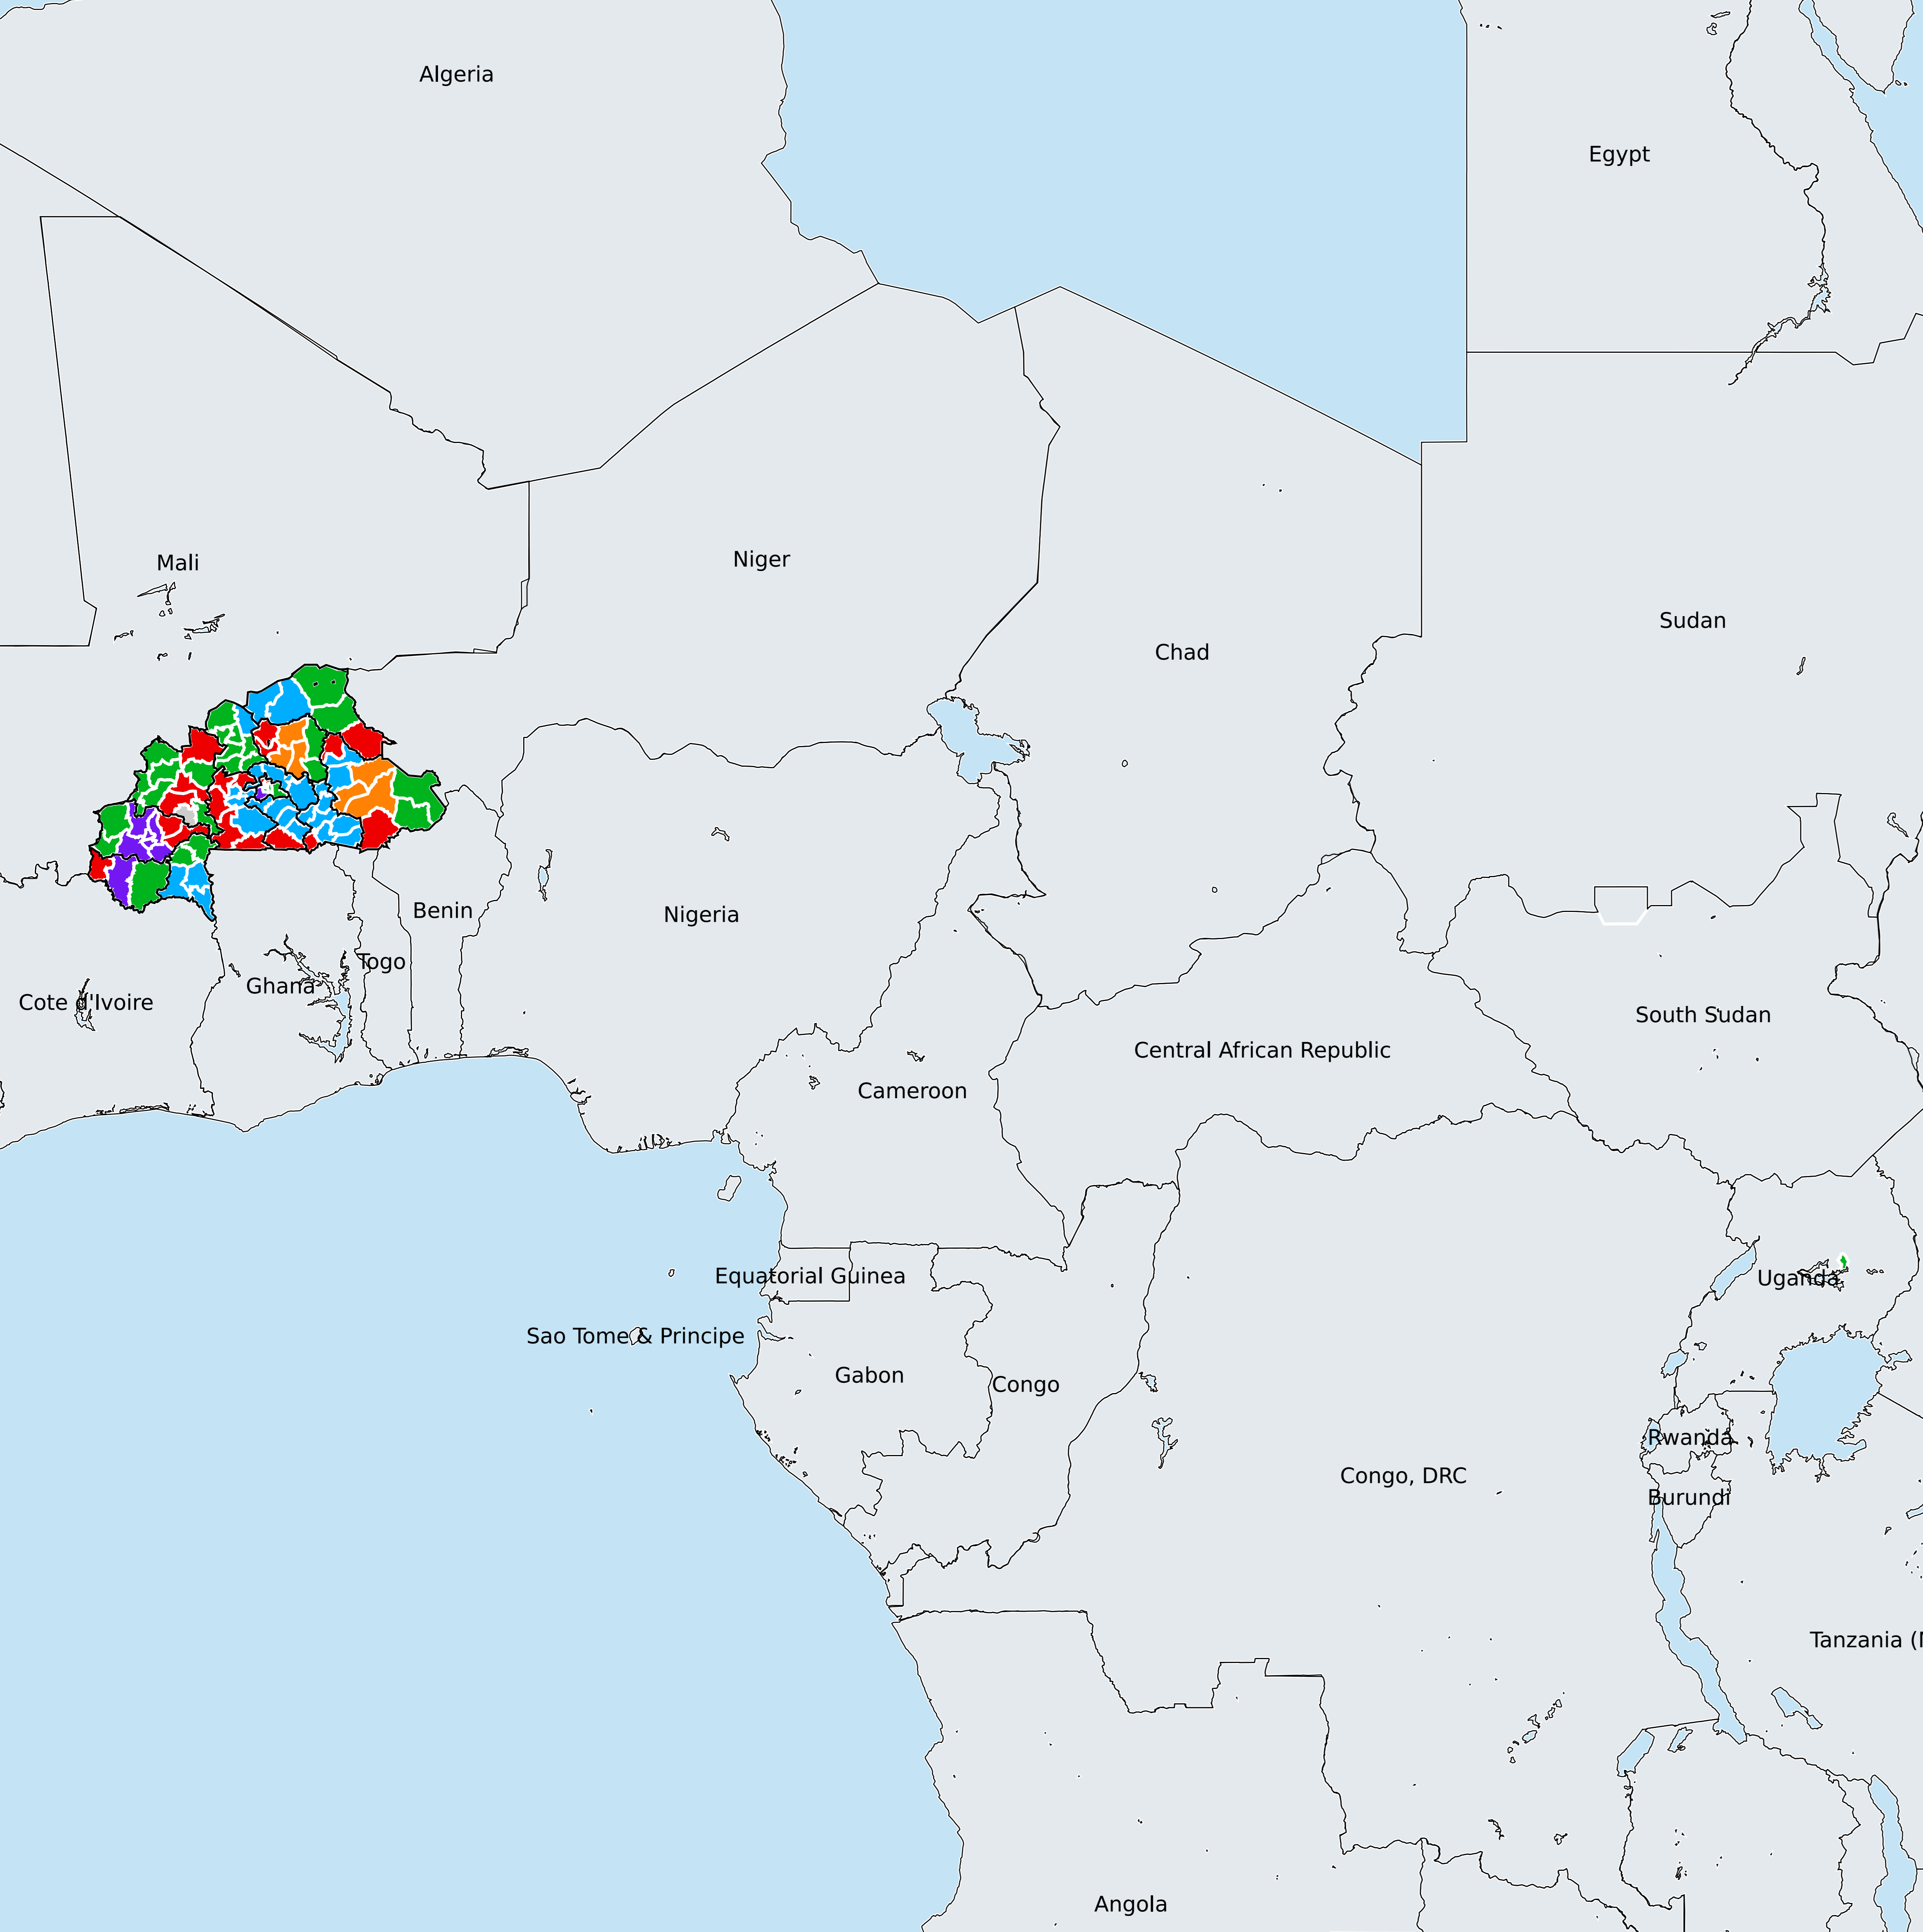 Algeria
Egypt
Mali
Niger
Sudan
Chad
Benin
Nigeria
Togo
Ghana
Cote d'Ivoire
South Sudan
Central African Republic
Cameroon
Equatorial Guinea
Uganda
Sao Tome & Principe
Gabon
Congo
Rwanda
Congo, DRC
Burundi
Tanzania (
Angola